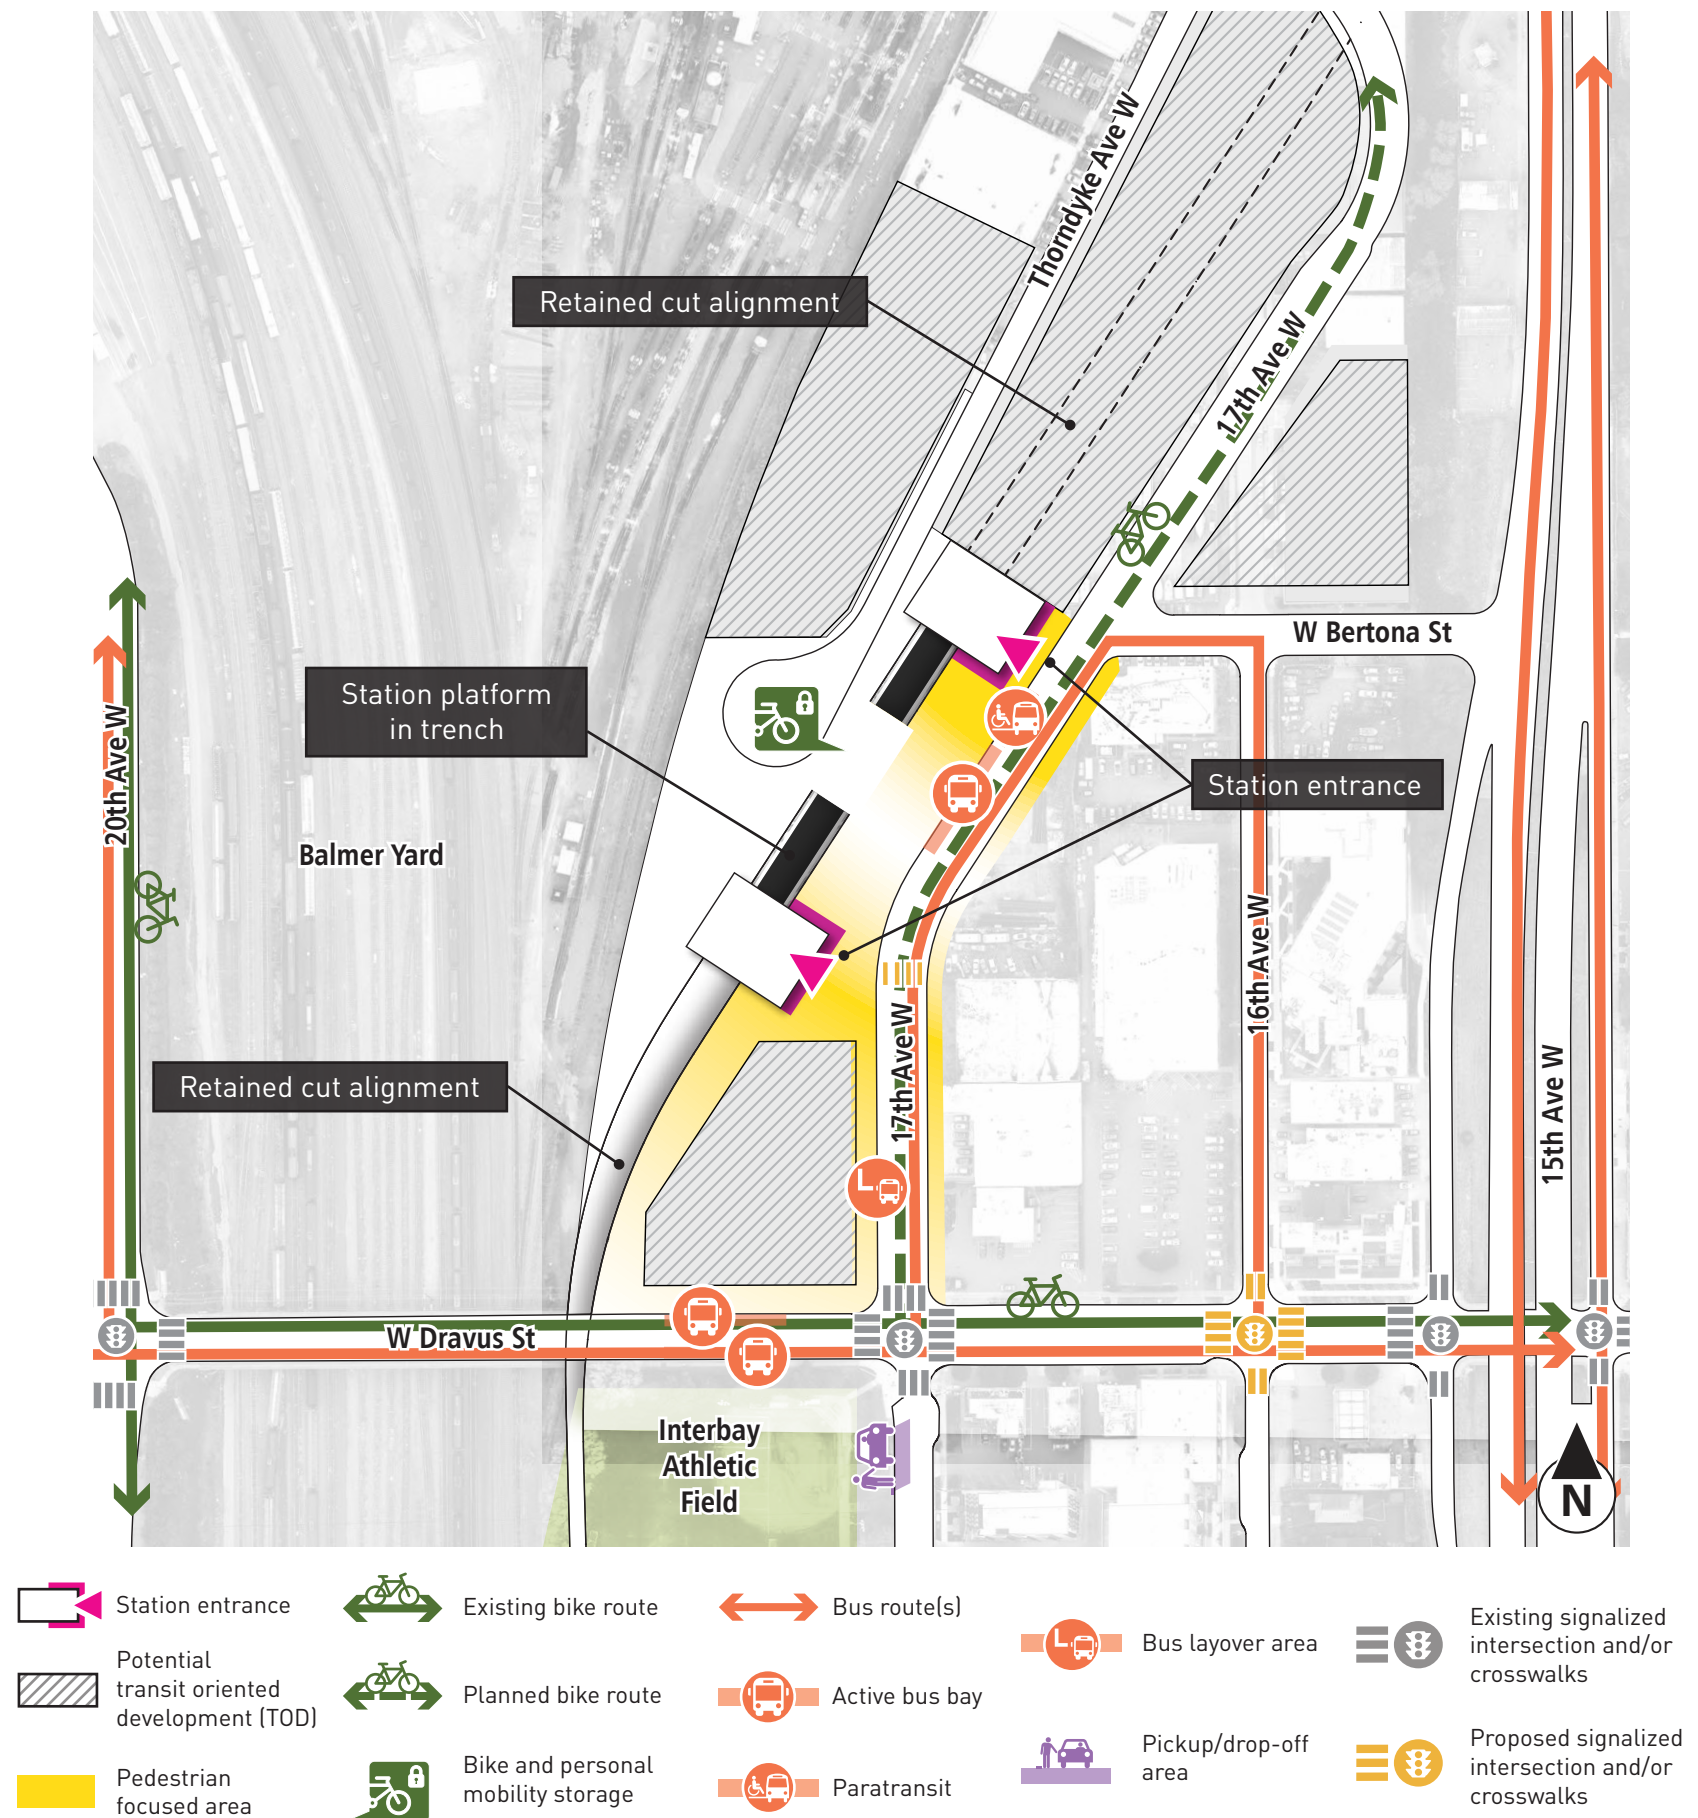 Thorndyke Ave W
Retained cut alignment
17th Ave W
W Bertona St
Station platform
in trench
20th Ave W
Station entrance
Balmer Yard
16th Ave W
17th Ave W
15th Ave W
Retained cut alignment
L
W Dravus St
Interbay
Athletic
Field
N
Station entrance
Potential
transit oriented
development (TOD)
Pedestrian
focused area
Existing bike route
Planned bike route
Bike and personal
mobility storage
Bus route(s)
Active bus bay
Paratransit
L
Bus layover area
Pickup/drop-off
area
Existing signalized
intersection and/or
crosswalks
Proposed signalized
intersection and/or
crosswalks